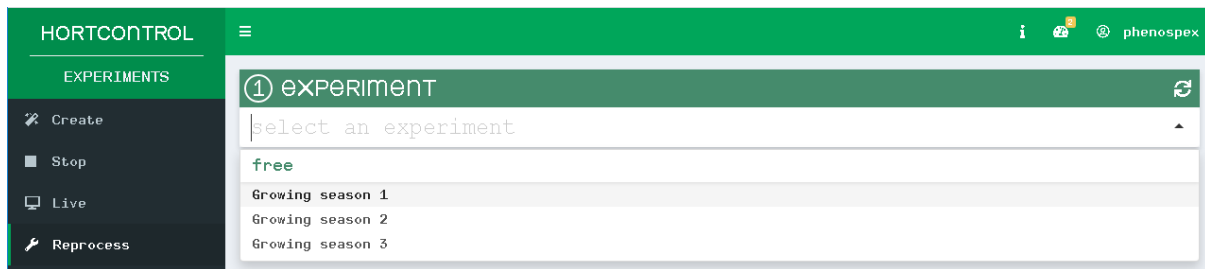 HORTCONTROL
2
phenospex
EXPERIMENTS
Create
Stop
Live
Reprocess
1 EXPERIMENT
select an experiment
free
Growing season 1
Growing season 2
Growing season 3